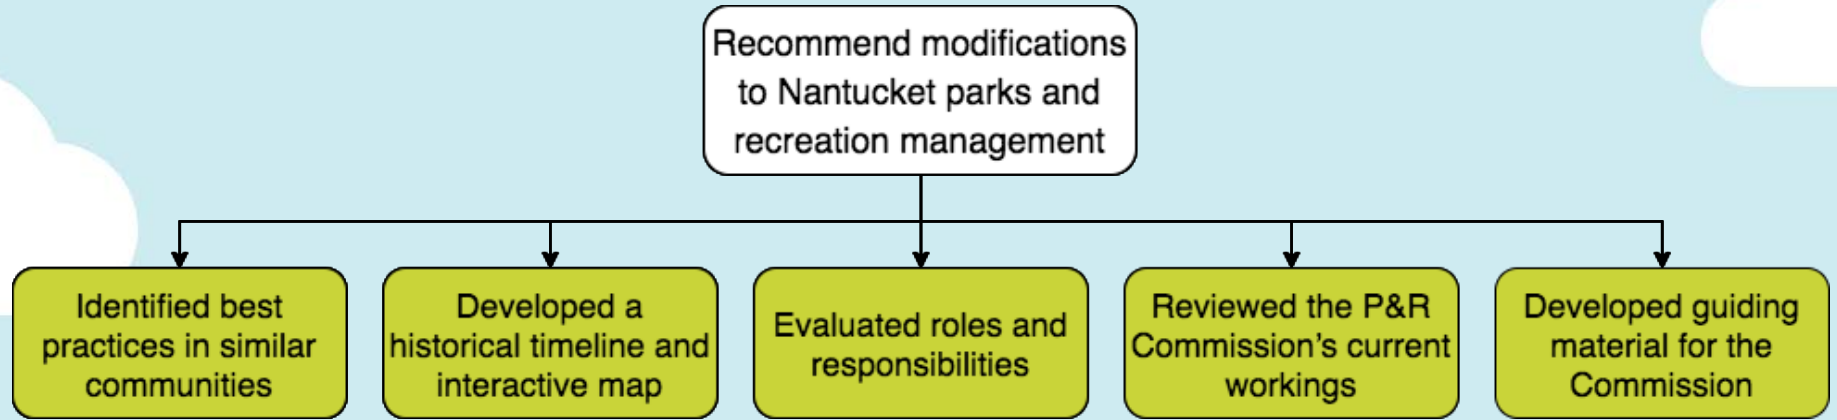 Recommend modifications
to Nantucket parks and
recreation management
Identified best
practices in similar
communities
Developed a
historical timeline and
interactive map
Evaluated roles and
responsibilities
Reviewed the P&R
Commission's current
workings
Developed guiding
material for the
Commission